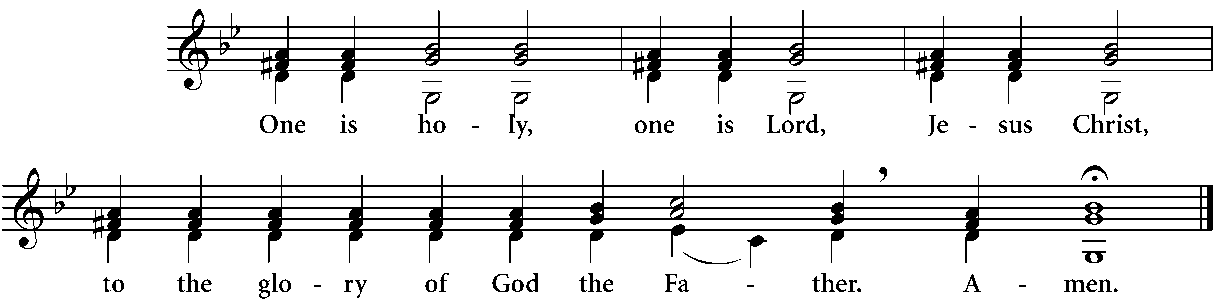 One is ho - ly, one is Lord, Je - sus Christ,
to the glo - ry of God the Fa - ther. A - men.